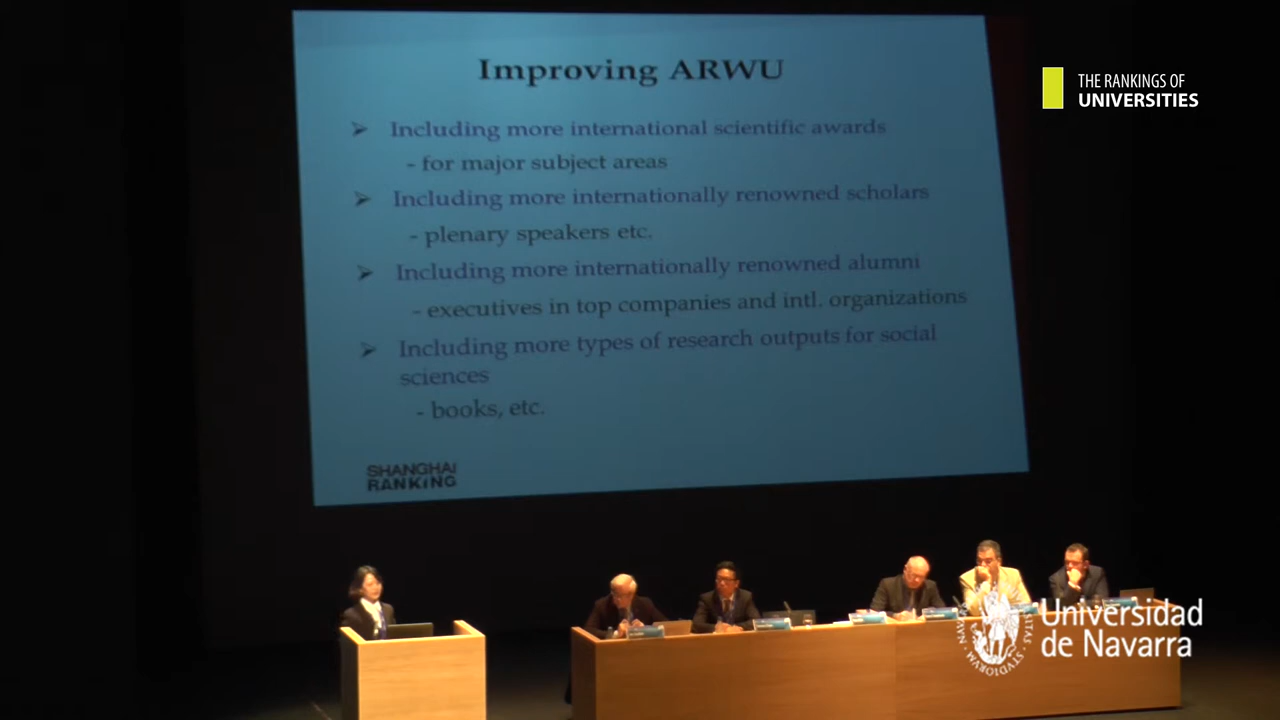 Improving ARWU
Including more international scientific awards
- for major subject areas
Including more internationally renowned scholars
- plenary speakers etc.
Including more internationally renowned alumni
- executives in top companies and intl. organizations
Including more types of research outputs for social
sciences
- books, etc.
SHANGHAI
RANKING
THE RANKINGS OF
UNIVERSITIES
Universidad
de Navarra